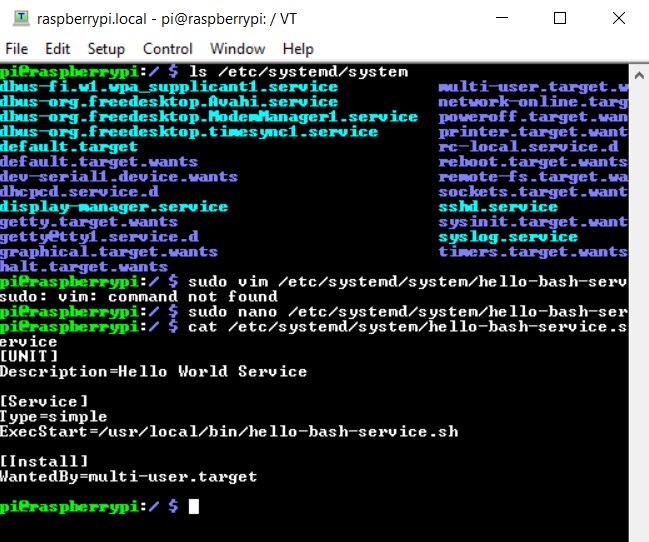 raspberrypi.local - pi@raspberrypi: / VT
File Edit Setup Control Window Help
pi@raspberrypi:/ $ ls /etc/systemd/system
dbus-fi.w1.wpa_supplicant1.service multi-user.target.w
dbus-org.freedesktop.Avahi.service network-online.targ
dbus-org.freedesktop.ModemManager1.service poweroff.target.want
dbus-org.freedesktop.timesync1.service printer.target.want
default.target rc-local.service.d
default.target.wants reboot.target.wants
dev-serial1.device.wants remote-fs.target.wa
dhcpcd.service.d sockets.target.want
display-manager.service sshd.service
getty.target.wants sysinit.target.want
getty@tty1.service.d syslog.service
graphical.target.wants timers.target.wants
halt.target.wants
pi@raspberrypi:/ $ sudo vim /etc/systemd/system/hello-bash-serv
sudo: vim: command not found
pi@raspberrypi:/ $ sudo nano /etc/systemd/system/hello-bash-ser
pi@raspberrypi:/ $ cat /etc/systemd/system/hello-bash-service.s
ervice
[UNIT]
Description=Hello World Service
[Service]
Type=simple
ExecStart=/usr/local/bin/hello-bash-service.sh
[Install]
WantedBy=multi-user.target
pi@raspberrypi:/ $